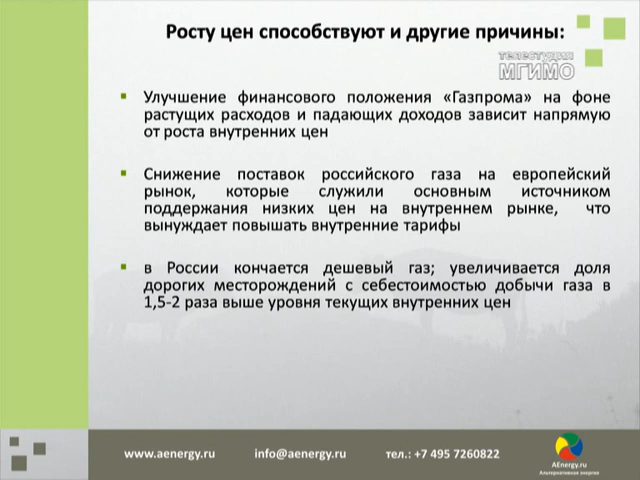 Росту цен способствуют и другие причины:
телестудия
МГИМО
Улучшение финансового положения «Газпрома» на фоне
растущих расходов и падающих доходов зависит напрямую
от роста внутренних цен
Снижение поставок российского газа на европейский
рынок, которые служили основным источником
поддержания низких цен на внутреннем рынке, что
вынуждает повышать внутренние тарифы
в России кончается дешевый газ; увеличивается доля
дорогих месторождений с себестоимостью добычи газа в
1,5-2 раза выше уровня текущих внутренних цен
www.aenergy.ru info@aenergy.ru тел.: +7 495 7260822
AEnergy.ru
Альтернативная энергия